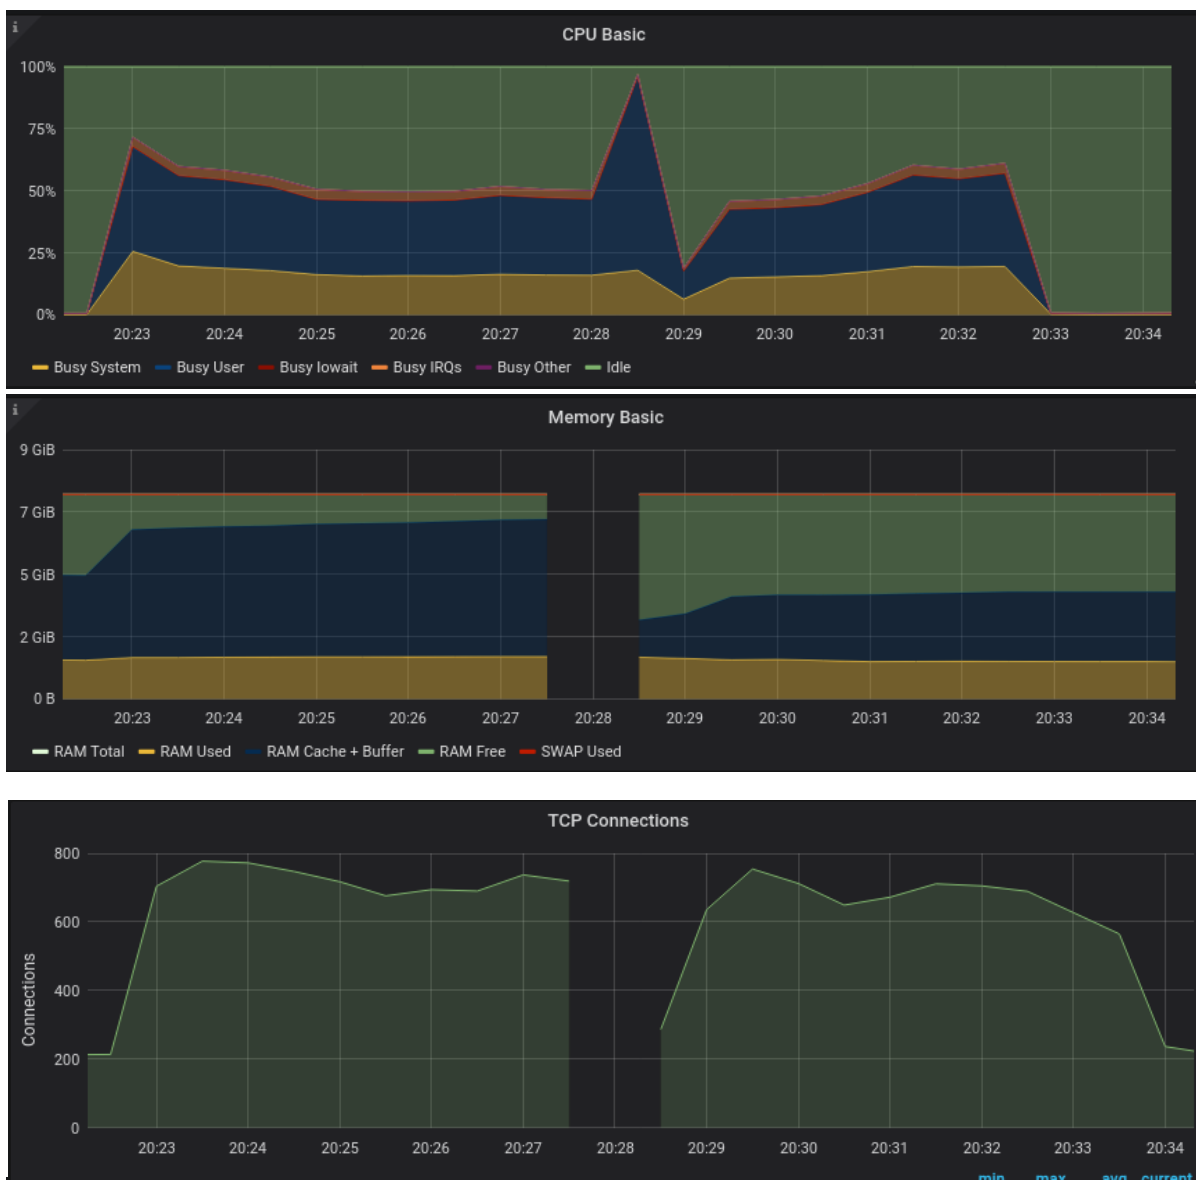 i
CPU Basic
100%
75%
50%
25%
0%
20:23 20:24 20:25 20:26 20:27 20:28 20:29 20:30 20:31 20:32 20:33 20:34
Busy System Busy User Busy Iowait Busy IRQs Busy Other Idle
i
Memory Basic
9 GiB
7 GiB
5 GiB
2 GiB
0 B
20:23 20:24 20:25 20:26 20:27 20:28 20:29 20:30 20:31 20:32 20:33 20:34
RAM Total RAM Used RAM Cache + Buffer RAM Free SWAP Used
TCP Connections
Connections
800
600
400
200
0
20:23 20:24 20:25 20:26 20:27 20:28 20:29 20:30 20:31 20:32 20:33 20:34
min max avg current